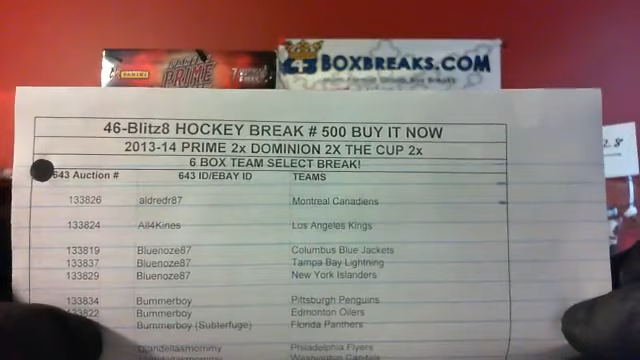 PANINI
PRIME
BOXBREAKS.COM
46-Blitz8 HOCKEY BREAK # 500 BUY IT NOW
2013-14 PRIME 2x DOMINION 2X THE CUP 2x
6 BOX TEAM SELECT BREAK!
643 Auction # 643 ID/EBAY ID TEAMS
133826 aldredr87 Montreal Canadiens
133824 All4Kines Los Angeles Kings
133819 Bluenoze87 Columbus Blue Jackets
133837 Bluenoze87 Tampa Bay Lightning
133829 Bluenoze87 New York Islanders
133834 Bummerboy Pittsburgh Penguins
133822 Bummerboy Edmonton Oilers
Bummerboy (Subterfuge) Florida Panthers
Philadelphia Flyers
Washington Capitals